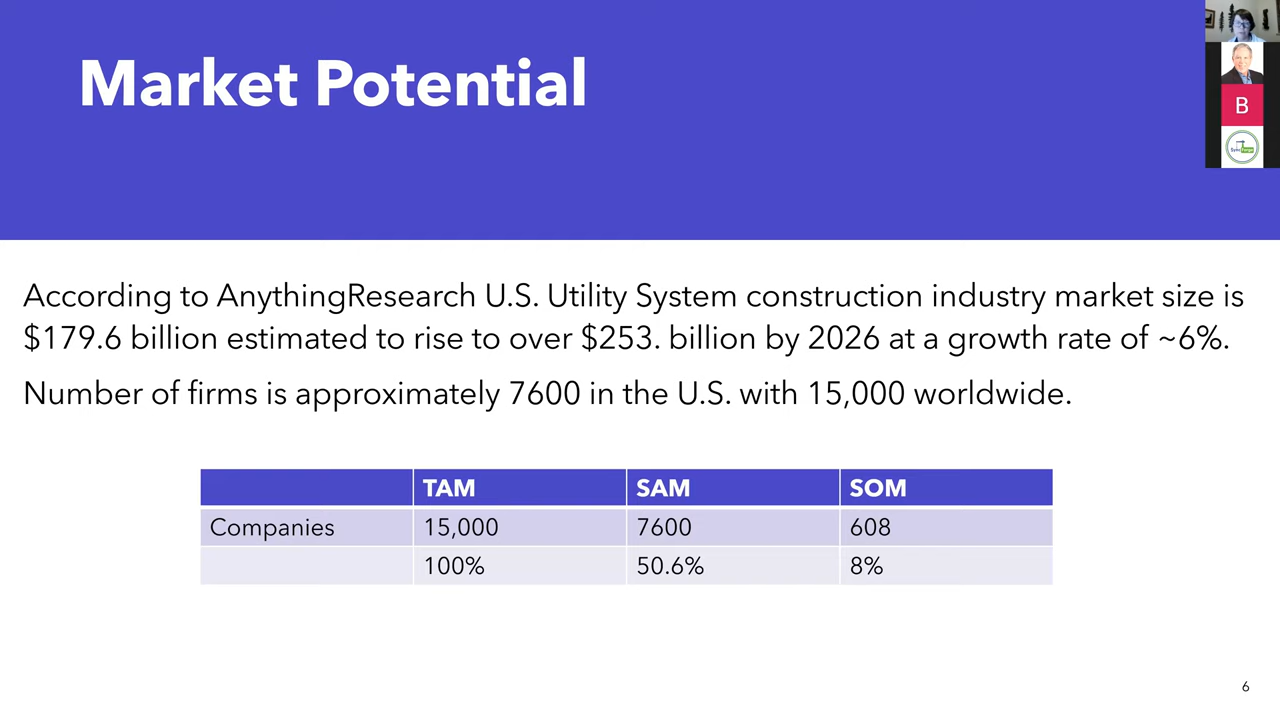 Market Potential
B
According to AnythingResearch U.S. Utility System construction industry market size is
$179.6 billion estimated to rise to over $253. billion by 2026 at a growth rate of ~6%.
Number of firms is approximately 7600 in the U.S. with 15,000 worldwide.
TAM SAM SOM
Companies 15,000 7600 608
100% 50.6% 8%
6